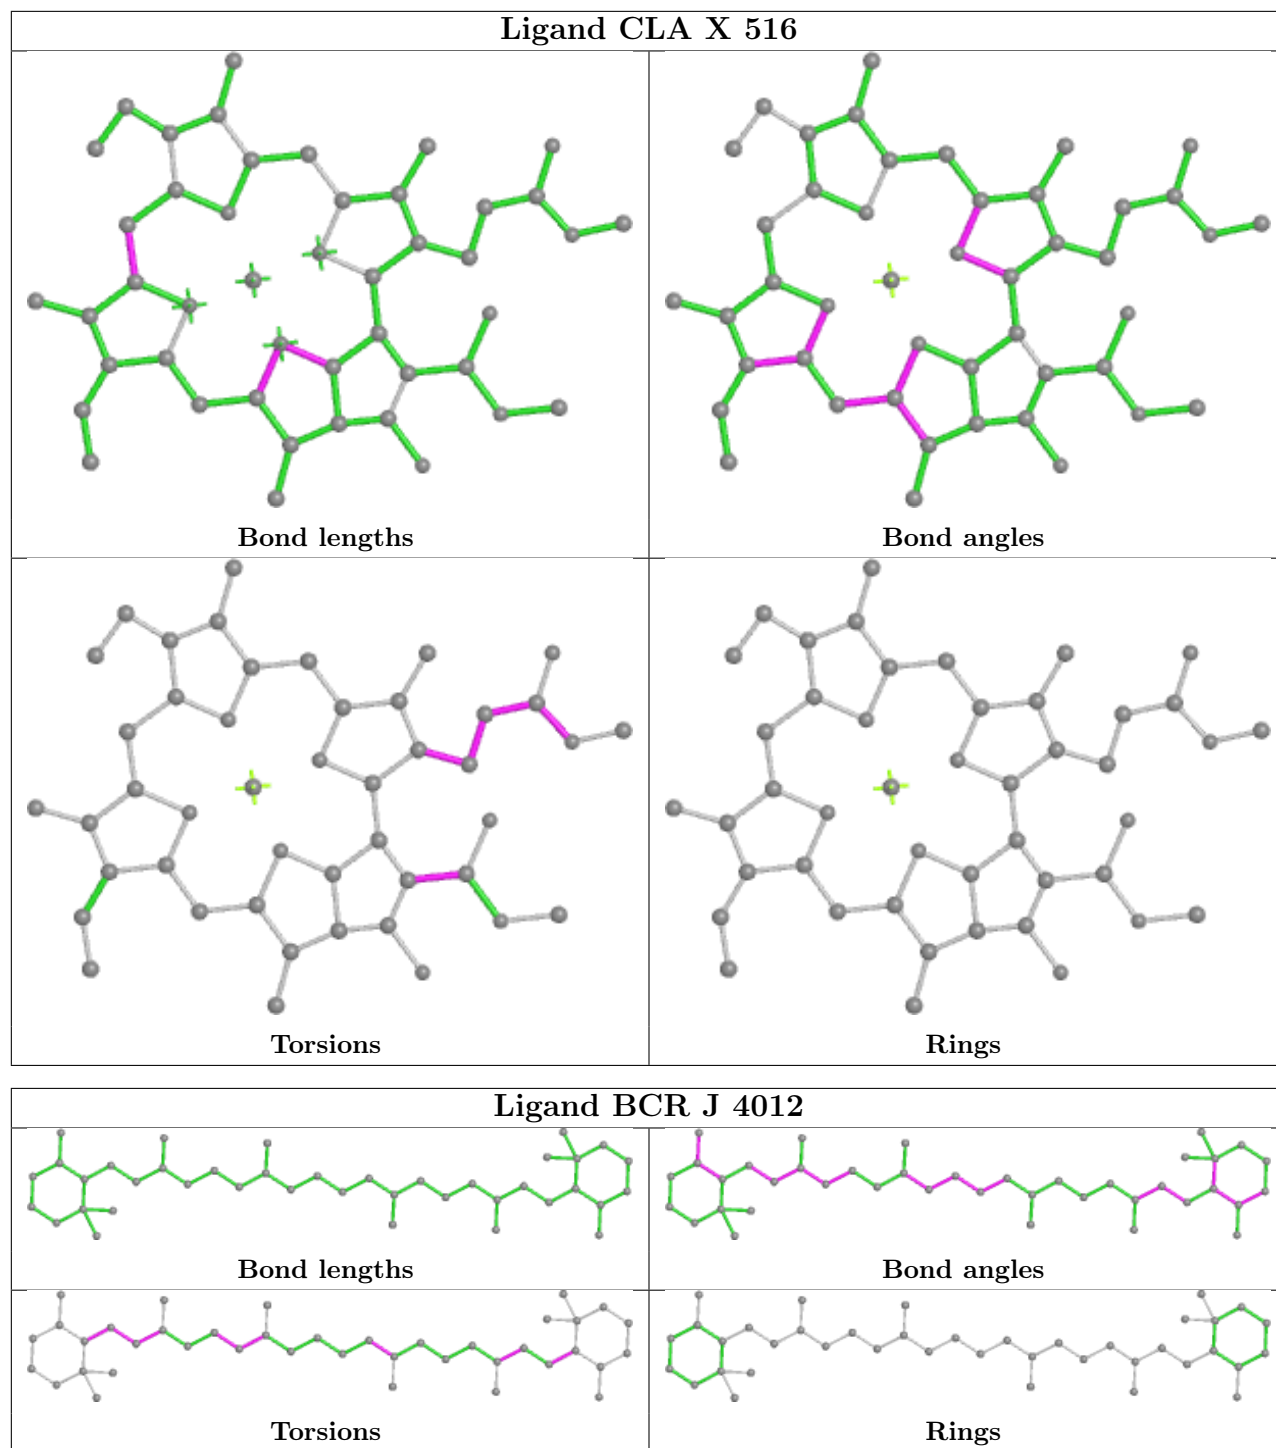 Ligand CLA X 516
Bond lengths
Bond angles
Torsions
Rings
Ligand BCR J 4012
Bond lengths
Bond angles
Torsions
Rings